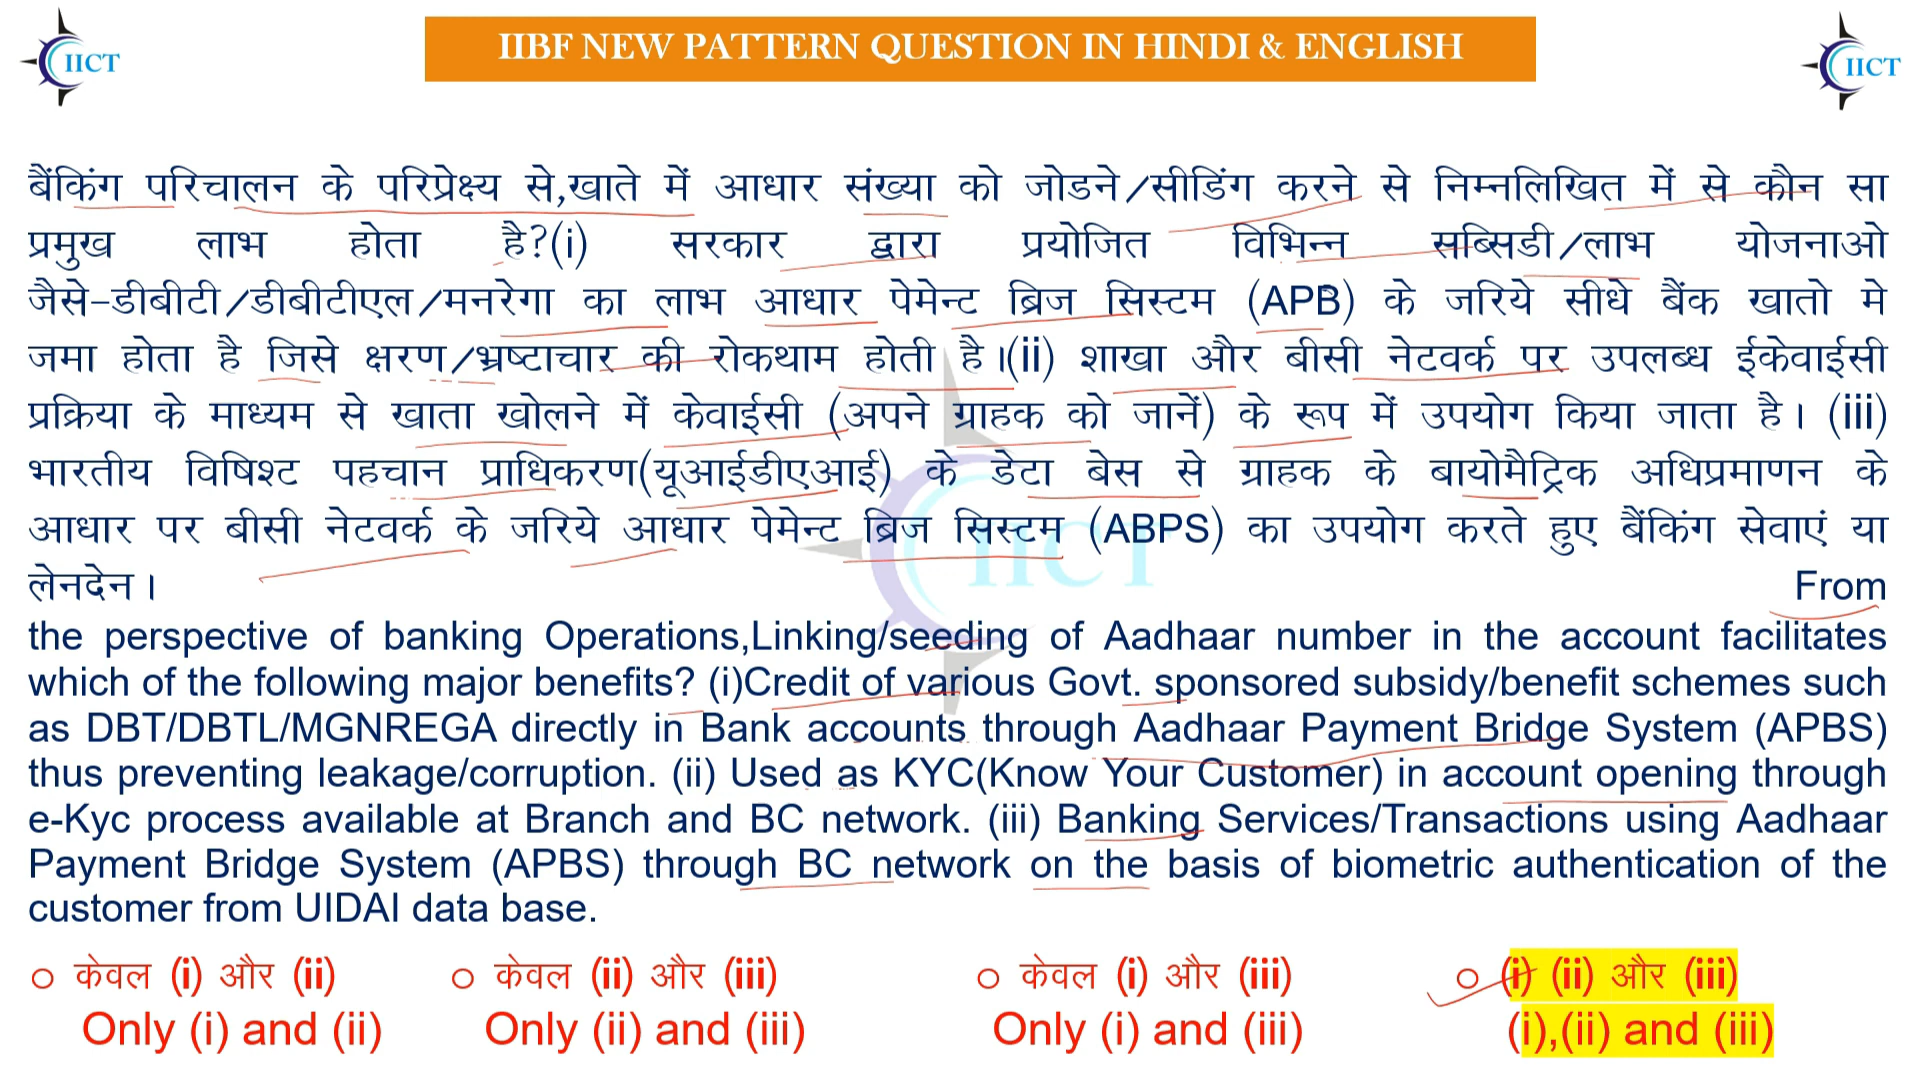 IICT
IIBF NEW PATTERN QUESTION IN HINDI & ENGLISH
IICT
बैंकिंग परिचालन के परिप्रेक्ष्य से,खाते में आधार संख्या को जोडने/सीडिंग करने से निम्नलिखित में से कौन सा
प्रमुख लाभ होता है?(i) सरकार द्वारा प्रयोजित विभिन्न सब्सिडी/लाभ योजनाओ
जैसे–डीबीटी/डीबीटीएल/मनरेगा का लाभ आधार पेमेन्ट ब्रिज सिस्टम (APB) के जरिये सीधे बैंक खातो मे
जमा होता है जिसे क्षरण/भ्रष्टाचार की रोकथाम होती है।(ii) शाखा और बीसी नेटवर्क पर उपलब्ध ईकेवाईसी
प्रक्रिया के माध्यम से खाता खोलने में केवाईसी (अपने ग्राहक को जानें) के रूप में उपयोग किया जाता है। (iii)
भारतीय विषिश्ट पहचान प्राधिकरण(यूआईडीएआई) के डेटा बेस से ग्राहक के बायोमैट्रिक अधिप्रमाणन के
आधार पर बीसी नेटवर्क के जरिये आधार पेमेन्ट ब्रिज सिस्टम (ABPS) का उपयोग करते हुए बैंकिंग सेवाएं या
लेनदेन। From
the perspective of banking Operations,Linking/seeding of Aadhaar number in the account facilitates
which of the following major benefits? (i)Credit of various Govt. sponsored subsidy/benefit schemes such
as DBT/DBTL/MGNREGA directly in Bank accounts through Aadhaar Payment Bridge System (APBS)
thus preventing leakage/corruption. (ii) Used as KYC(Know Your Customer) in account opening through
e-Kyc process available at Branch and BC network. (iii) Banking Services/Transactions using Aadhaar
Payment Bridge System (APBS) through BC network on the basis of biometric authentication of the
customer from UIDAI data base.
IICT
केवल (i) और (ii) केवल (ii) और (iii) केवल (i) और (iii) (i) (ii) और (iii)
Only (i) and (ii) Only (ii) and (iii) Only (i) and (iii) (i),(ii) and (iii)